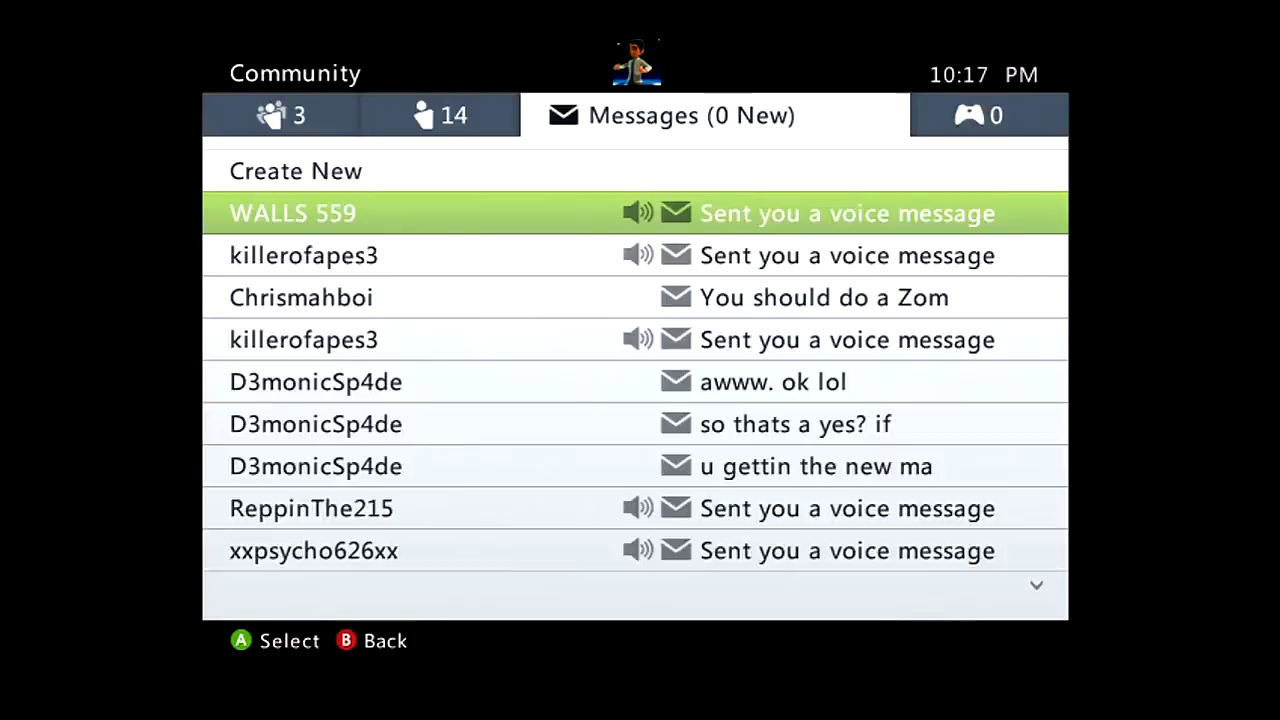 Community
10:17 PM
3
14
Messages (0 New)
0
Create New
WALLS 559 Sent you a voice message
killerofapes3 Sent you a voice message
Chrismahboi You should do a Zom
killerofapes3 Sent you a voice message
D3monicSp4de awww. ok lol
D3monicSp4de so thats a yes? if
D3monicSp4de u gettin the new ma
ReppinThe215 Sent you a voice message
xxpsycho626xx Sent you a voice message
A Select B Back